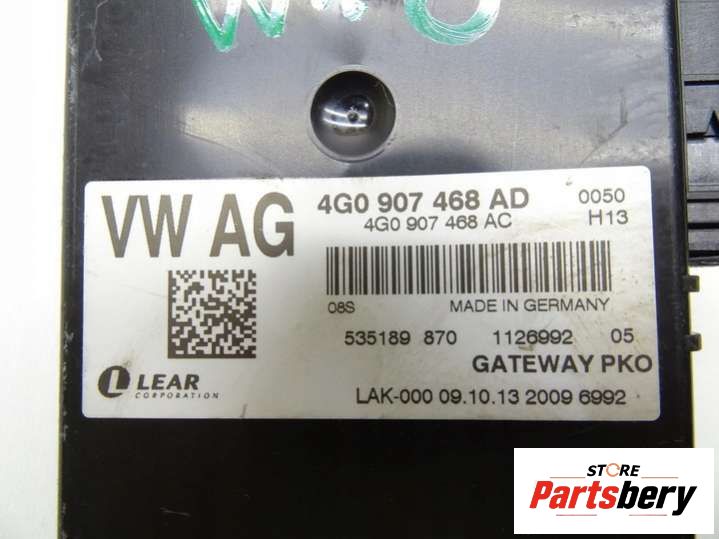 VW AG
4G0 907 468 AD 0050
4G0 907 468 AC H13
08S MADE IN GERMANY
535189 870 1126992 05
GATEWAY PKO
LEAR
CORPORATION
LAK-000 09.10.13 2009 6992
STORE
Partsbery